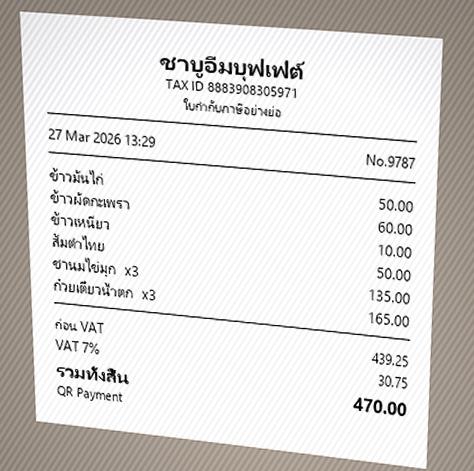 ชาบูอิ่มบุฟเฟต์
TAX ID 8883908305971
ใบกำกับภาษีอย่างย่อ
27 Mar 2026 13:29 No.9787
ข้าวมันไก่ 50.00
ข้าวผัดกะเพรา 60.00
ข้าวเหนียว 10.00
ส้มตำไทย 50.00
ชานมไข่มุก x3 135.00
ก๋วยเตี๋ยวน้ำตก x3 165.00
ก่อน VAT 439.25
VAT 7% 30.75
รวมทั้งสิ้น 470.00
QR Payment